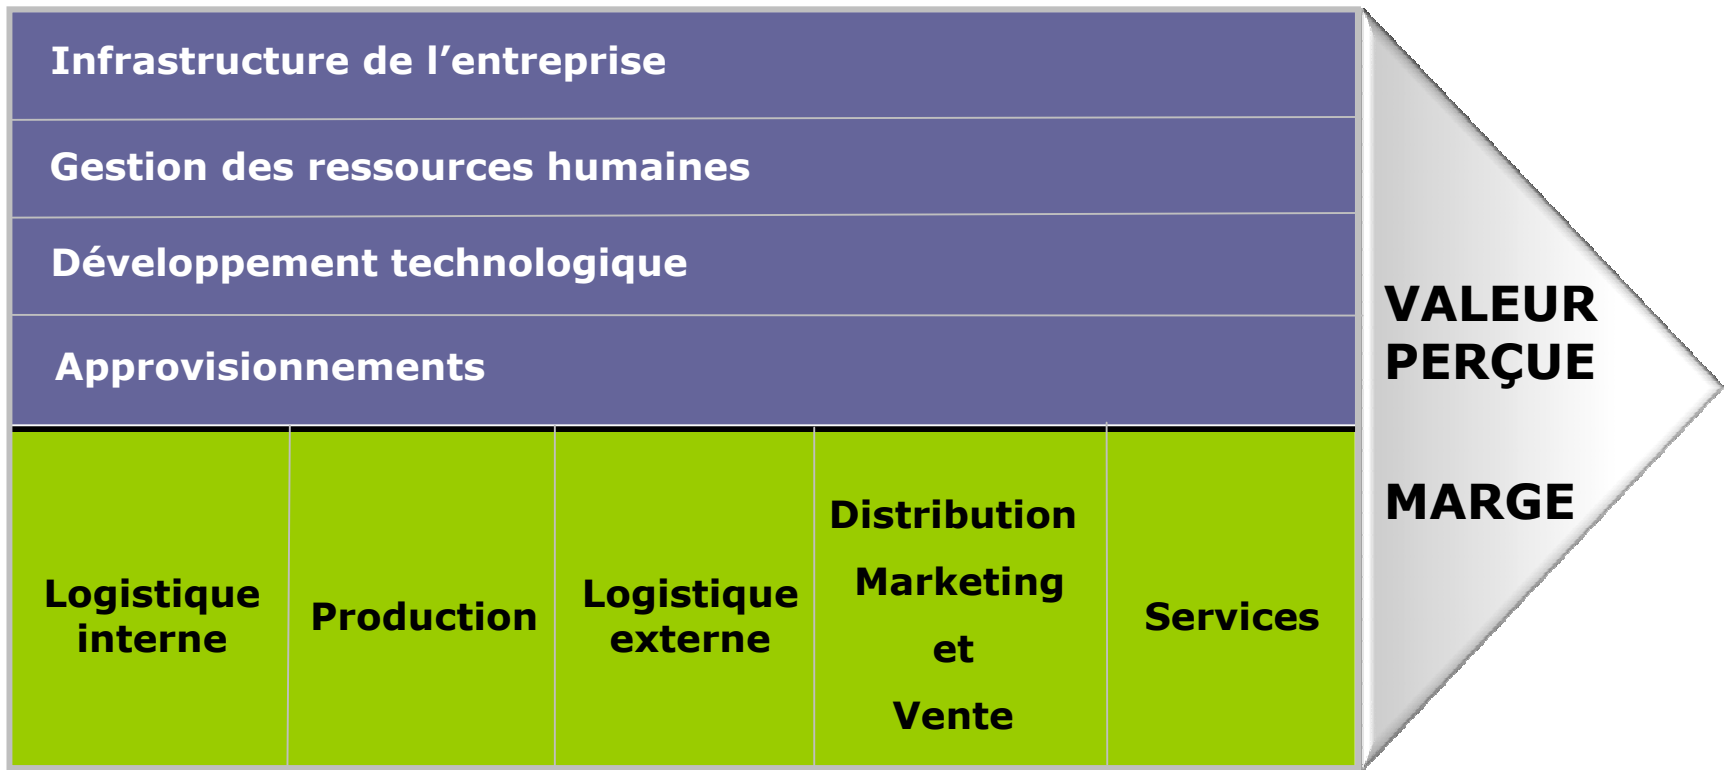 Infrastructure de l’entreprise
Gestion des ressources humaines
Développement technologique
Approvisionnements
Logistique
interne
Production
Logistique
externe
Distribution
Marketing
et
Vente
Services
VALEUR
PERÇUE
MARGE